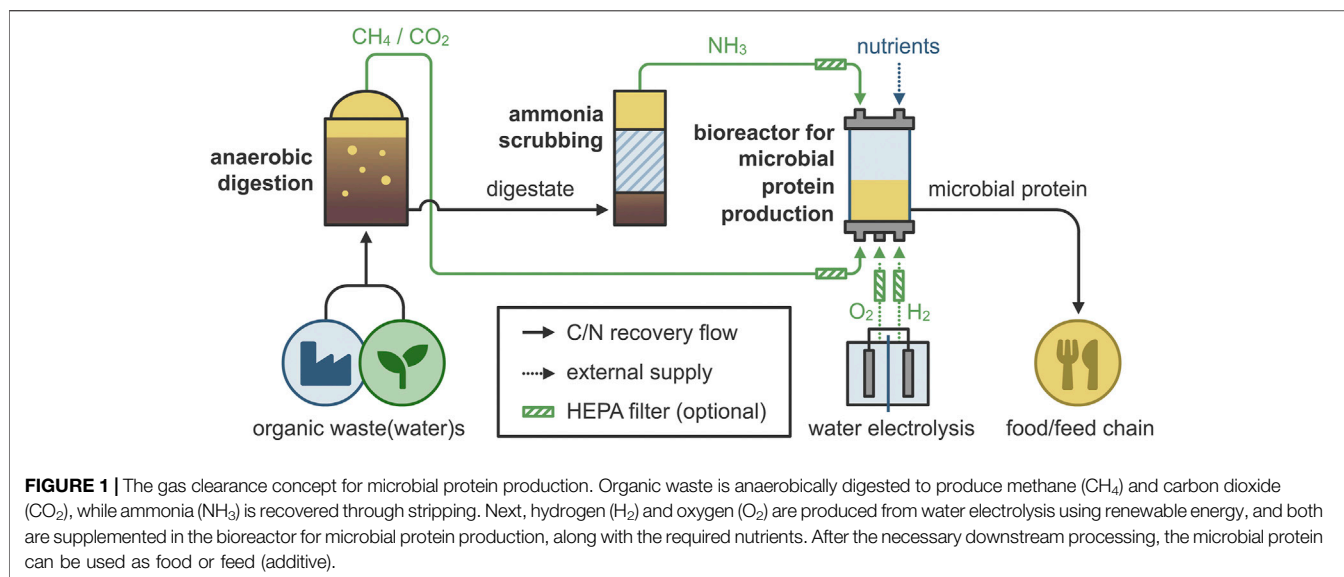 CH₄ / CO₂
NH₃
nutrients
ammonia
scrubbing
bioreactor for
microbial
protein
production
anaerobic
digestion
digestate
microbial protein
O₂
H₂
C/N recovery flow
external supply
HEPA filter (optional)
organic waste(water)s
water electrolysis
food/feed chain
FIGURE 1 | The gas clearance concept for microbial protein production. Organic waste is anaerobically digested to produce methane (CH₄) and carbon dioxide
(CO₂), while ammonia (NH₃) is recovered through stripping. Next, hydrogen (H₂) and oxygen (O₂) are produced from water electrolysis using renewable energy, and both
are supplemented in the bioreactor for microbial protein production, along with the required nutrients. After the necessary downstream processing, the microbial protein
can be used as food or feed (additive).